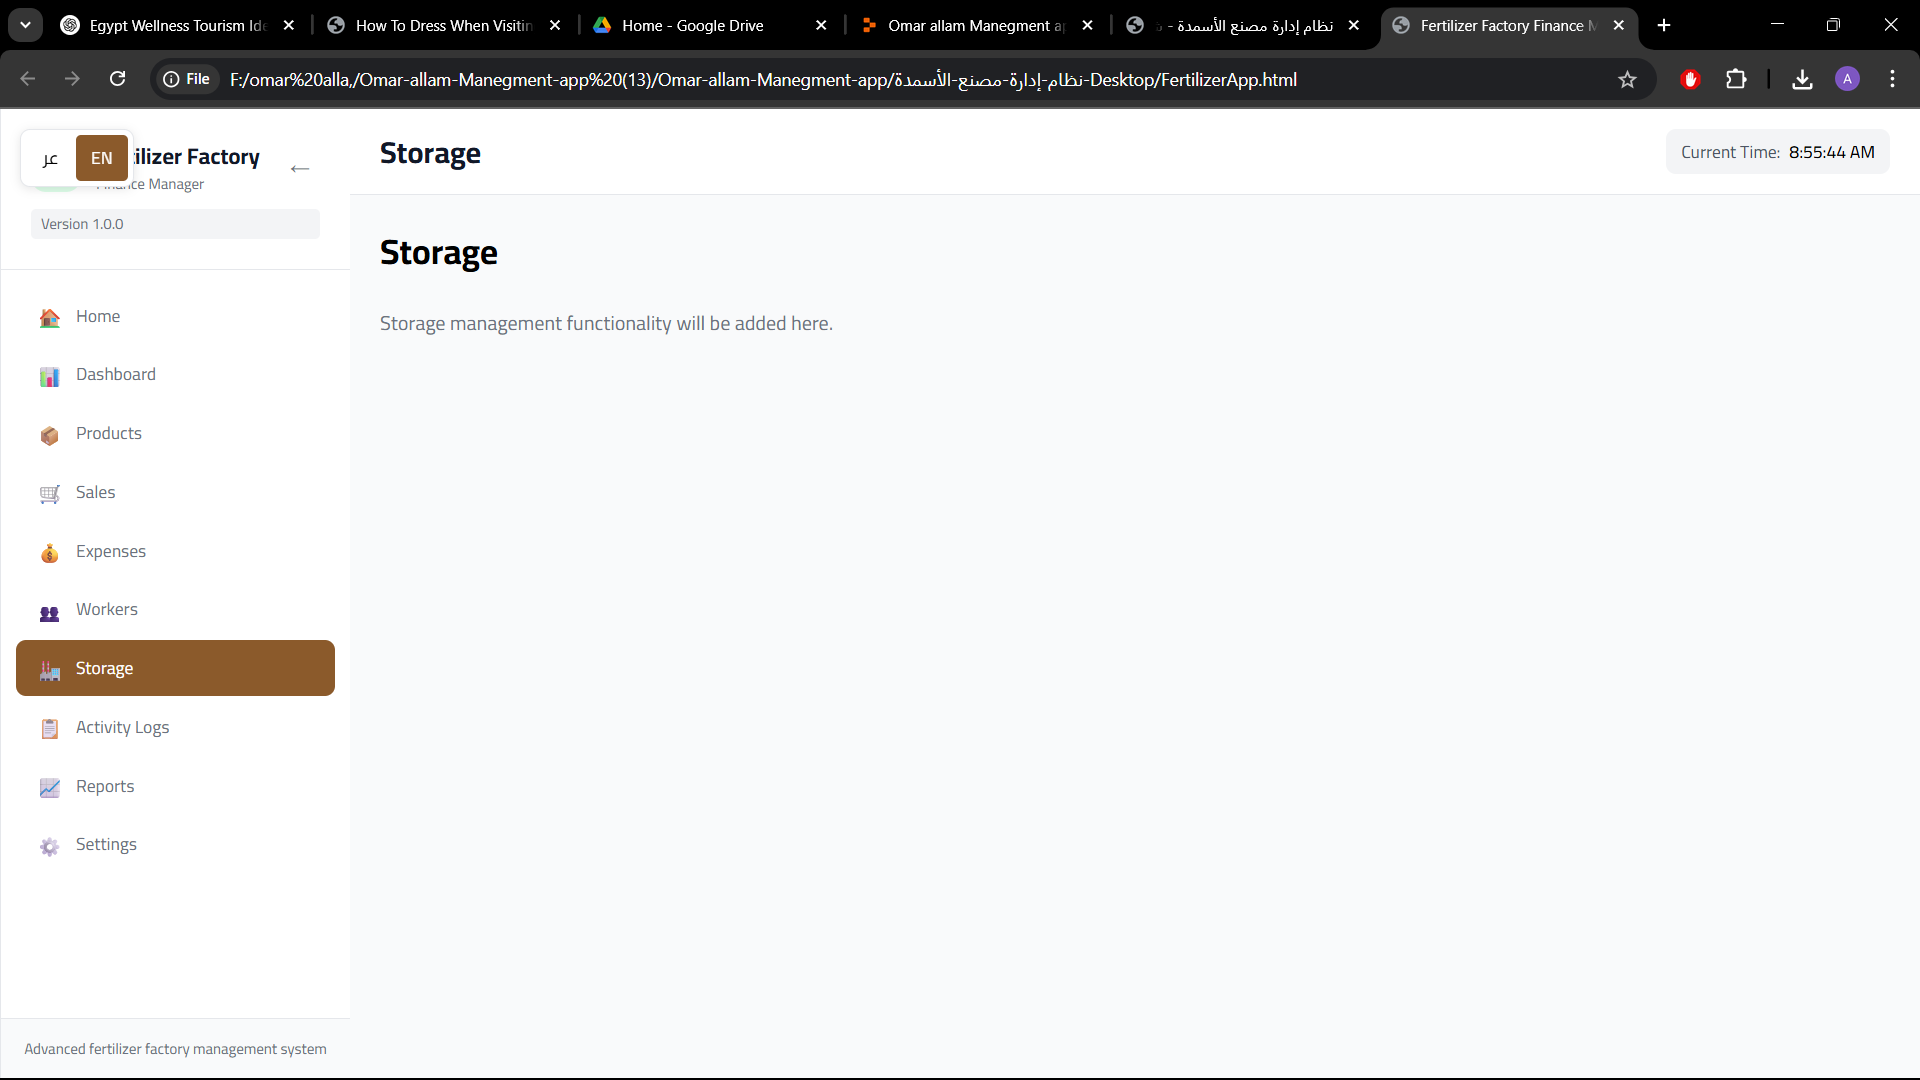 Egypt Wellness Tourism Ide
How To Dress When Visitin
Home - Google Drive
Omar allam Manegment a
نظام إدارة مصنع الأسمدة -
Fertilizer Factory Finance M
File
F:/omar%20alla,/Omar-allam-Manegment-app%20(13)/Omar-allam-Manegment-app/نظام-إدارة-مصنع-الأسمدة-Desktop/FertilizerApp.html
A
عر
EN
tilizer Factory
←
Finance Manager
Version 1.0.0
Storage
Current Time: 8:55:44 AM
Storage
Storage management functionality will be added here.
Home
Dashboard
Products
Sales
Expenses
Workers
Storage
Activity Logs
Reports
Settings
Advanced fertilizer factory management system